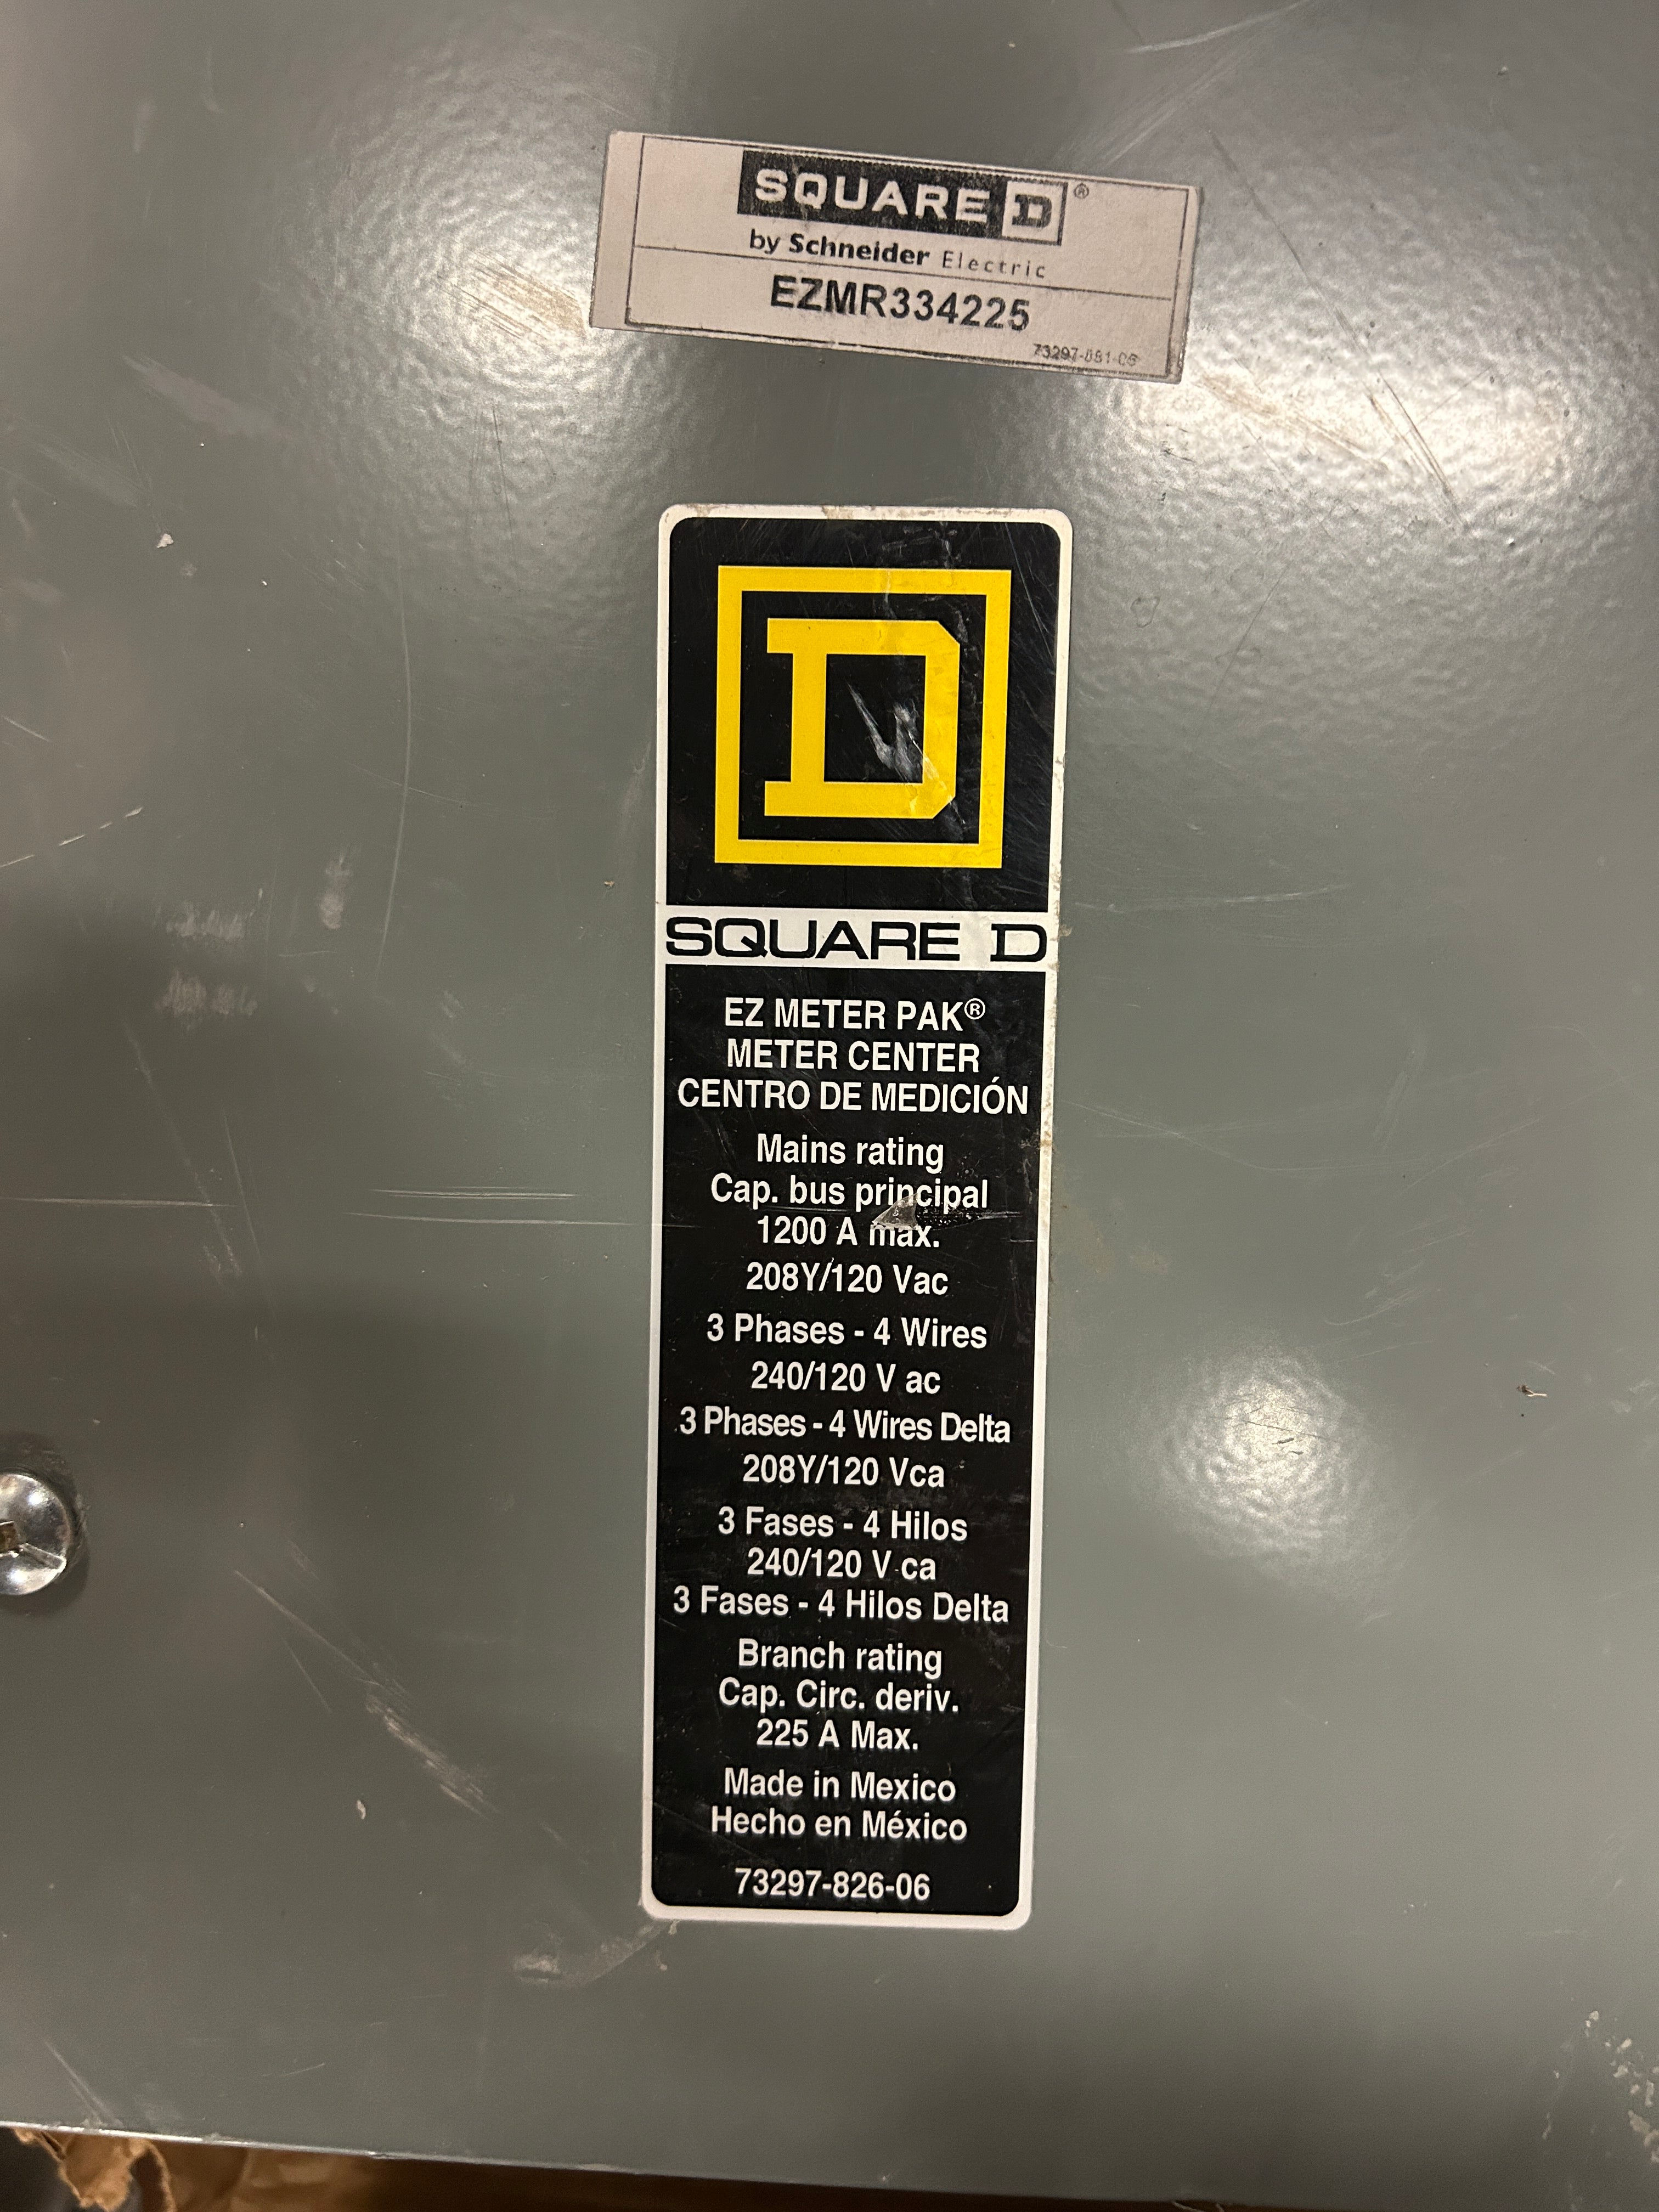 SQUARE D®
by Schneider Electric
EZMR334225
D
SQUARE D
EZ METER PAK®
METER CENTER
CENTRO DE MEDICIÓN
Mains rating
Cap. bus principal
1200 A max.
208Y/120 Vac
3 Phases - 4 Wires
240/120 V ac
3 Phases - 4 Wires Delta
208Y/120 Vca
3 Fases - 4 Hilos
240/120 V ca
3 Fases - 4 Hilos Delta
Branch rating
Cap. Circ. deriv.
225 A Max.
Made in Mexico
Hecho en México
73297-826-06